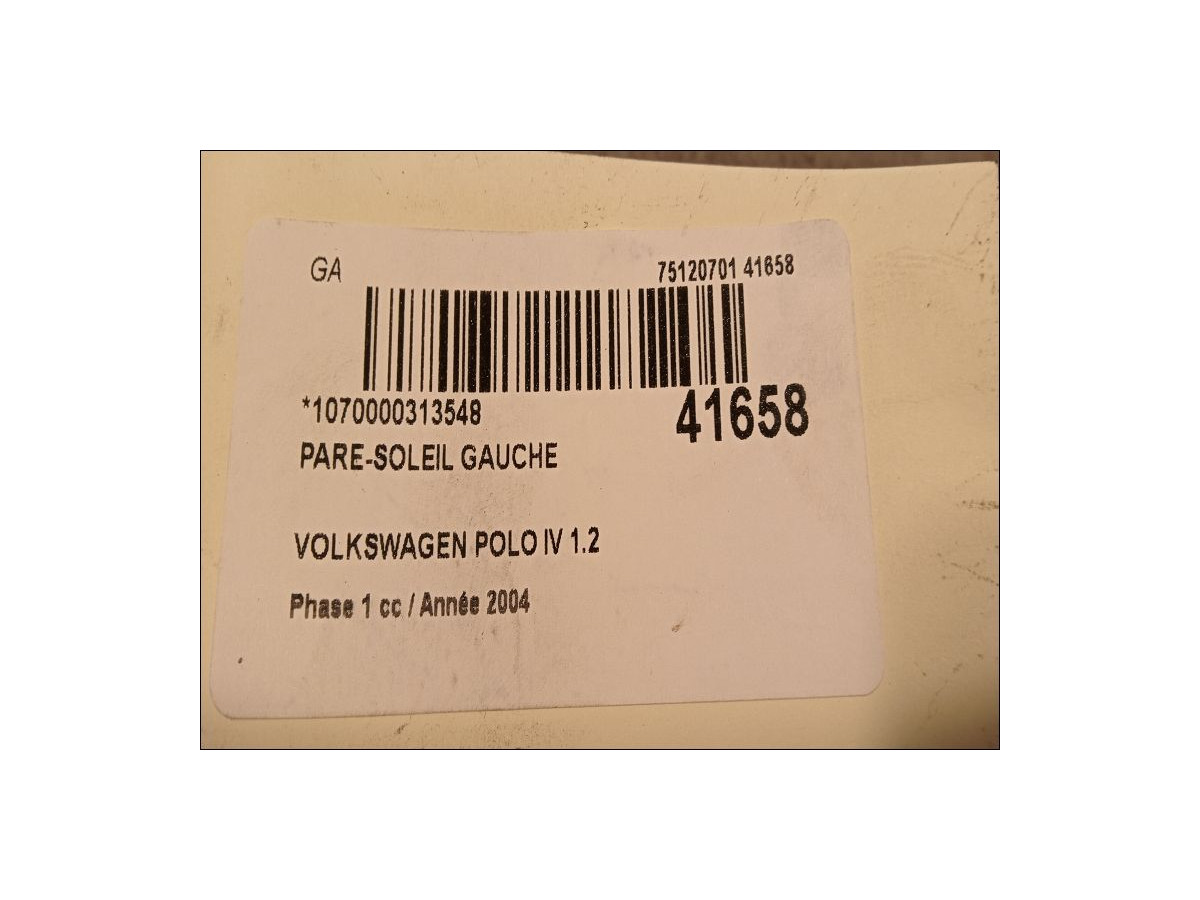 GA
75120701 41658
*1070000313548
41658
PARE-SOLEIL GAUCHE
VOLKSWAGEN POLO IV 1.2
Phase 1 cc / Année 2004